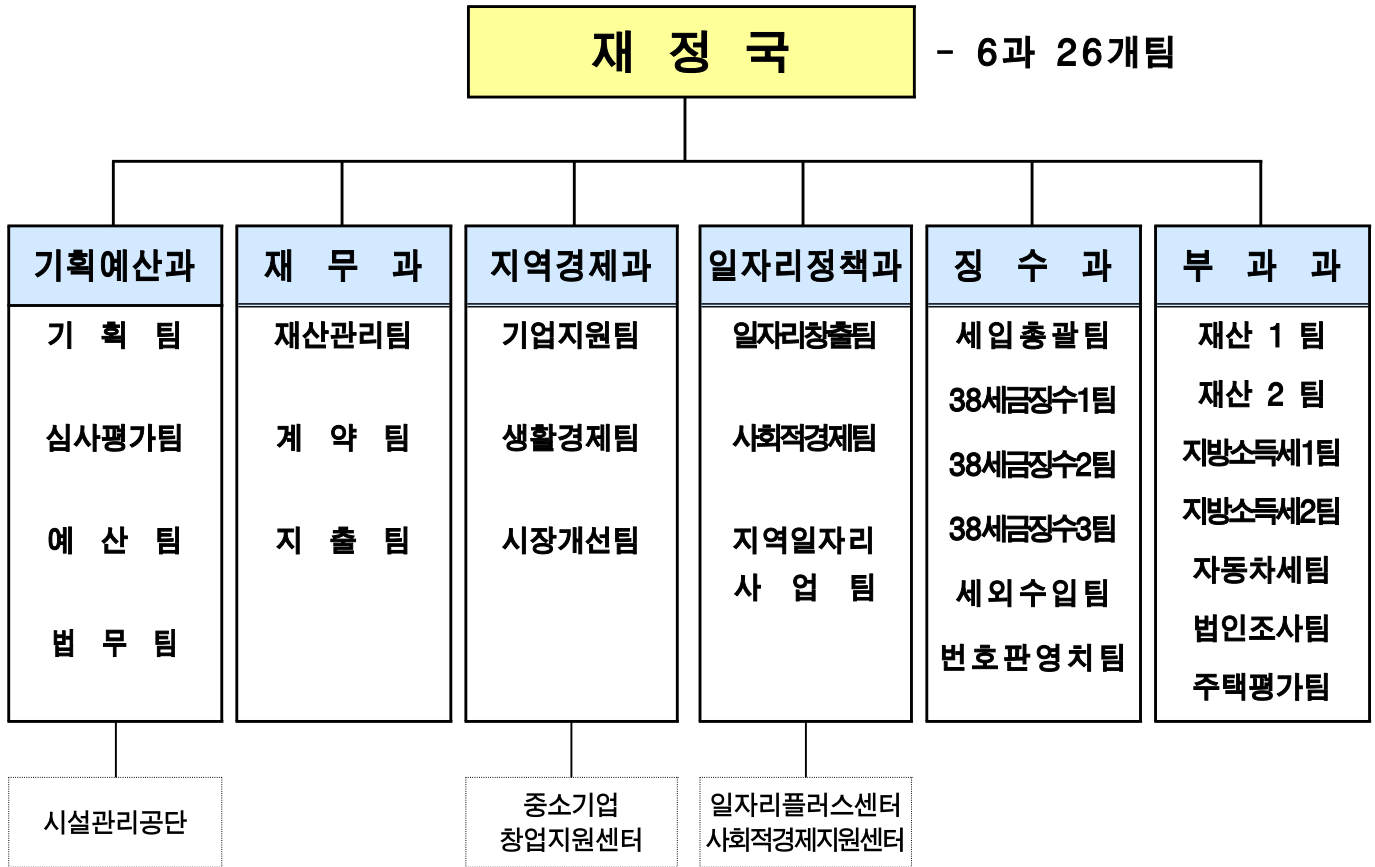 재 정 국
- 6과 26개팀
기획예산과
기 획 팀
심사평가팀
예 산 팀
법 무 팀
시설관리공단
재 무 과
재산관리팀
계 약 팀
지 출 팀
지역경제과
기업지원팀
생활경제팀
시장개선팀
중소기업
창업지원센터
일자리정책과
일자리창출팀
사회적경제팀
지역일자리
사 업 팀
일자리플러스센터
사회적경제지원센터
징 수 과
세입총괄팀
38세금징수1팀
38세금징수2팀
38세금징수3팀
세외수입팀
번호판영치팀
부 과 과
재산 1 팀
재산 2 팀
지방소득세1팀
지방소득세2팀
자동차세팀
법인조사팀
주택평가팀